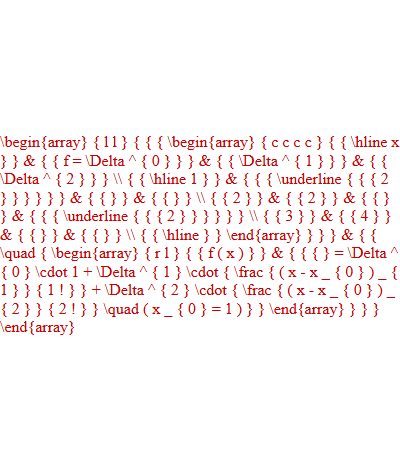 \begin{array} { 1 1 } { { { \begin{array} { c c c c } { { \hline x
} } & { { f = \Delta ^ { 0 } } } & { { \Delta ^ { 1 } } } & { {
\Delta ^ { 2 } } } \\ { { \hline 1 } } & { { { \underline { { { 2
} } } } } } & { { } } & { { } } \\ { { 2 } } & { { 2 } } & { { }
} & { { { \underline { { { 2 } } } } } } \\ { { 3 } } & { { 4 } }
& { { } } & { { } } \\ { { \hline } } \end{array} } } } & { {
\quad { \begin{array} { r l } { { f ( x ) } } & { { { } = \Delta ^
{ 0 } \cdot 1 + \Delta ^ { 1 } \cdot { \frac { ( x - x _ { 0 } ) _ {
1 } } { 1 ! } } + \Delta ^ { 2 } \cdot { \frac { ( x - x _ { 0 } ) _
{ 2 } } { 2 ! } } \quad ( x _ { 0 } = 1 ) } } \end{array} } } }
\end{array}